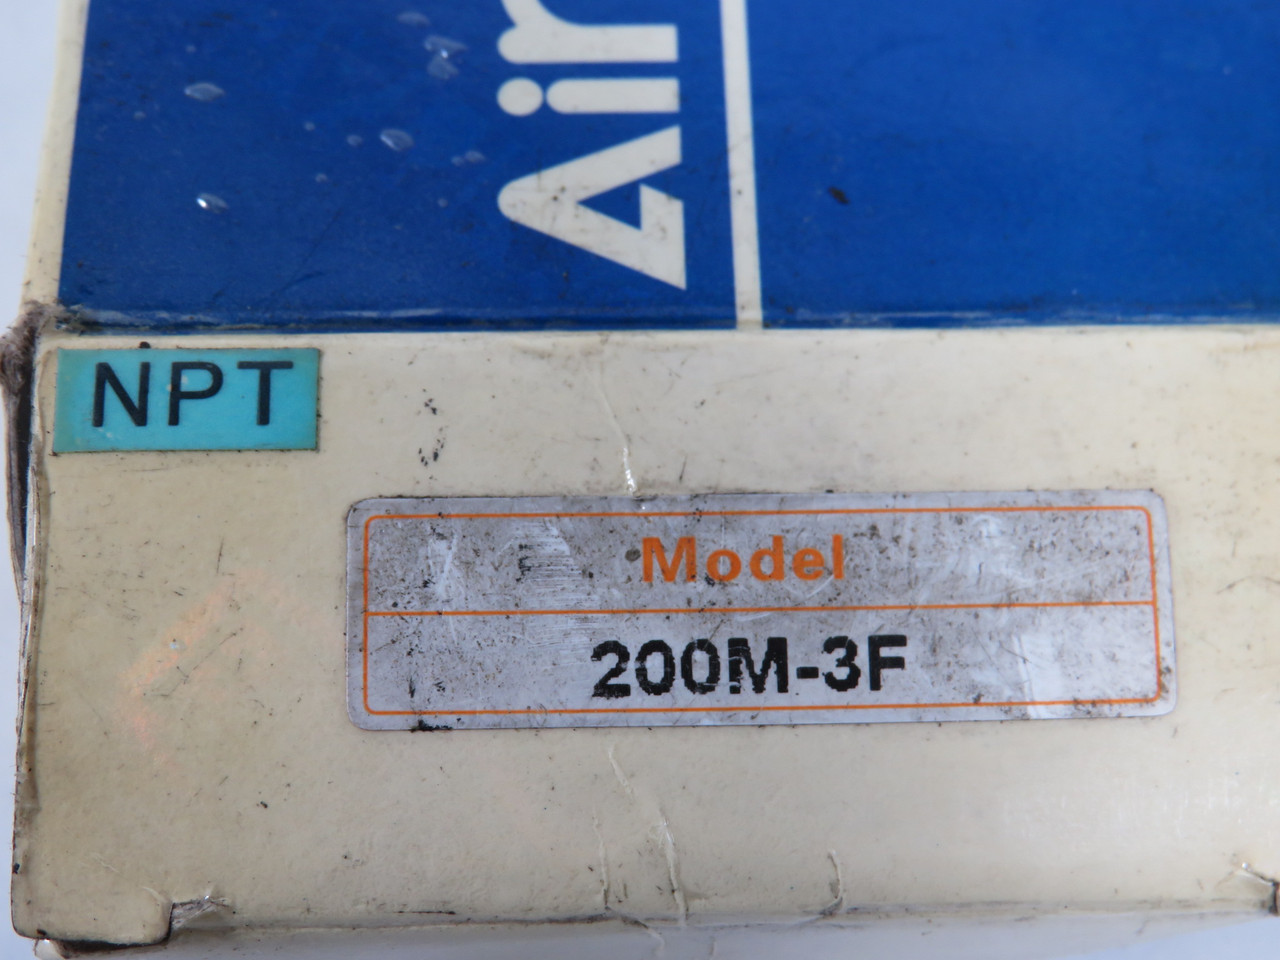 Air
NPT
Model
200M-3F